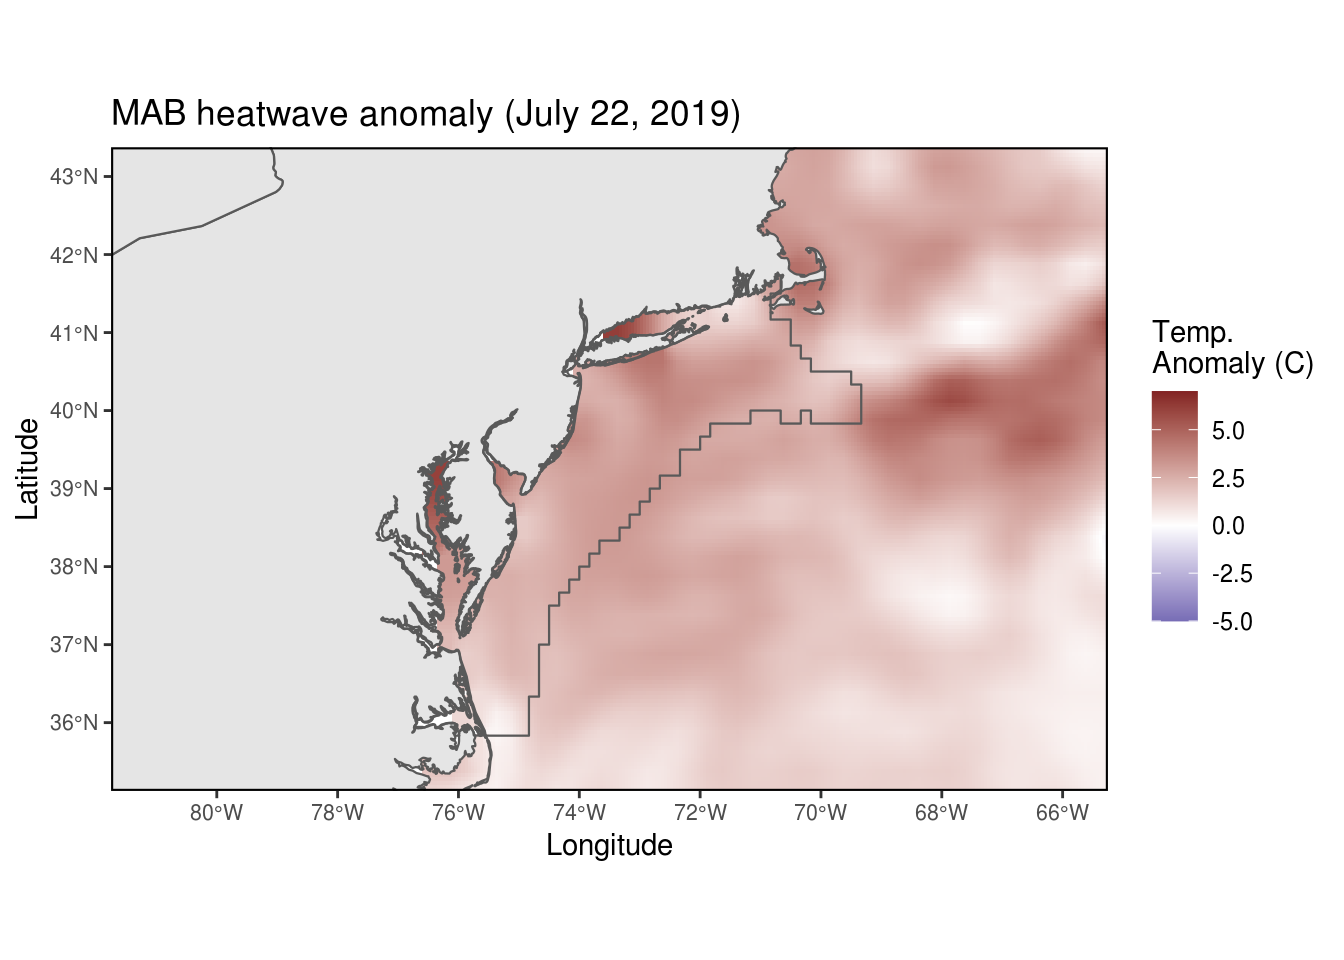 MAB heatwave anomaly (July 22, 2019)
43°N
42°N
41°N
40°N
39°N
38°N
37°N
36°N
Latitude
80°W 78°W 76°W 74°W 72°W 70°W 68°W 66°W
Longitude
Temp.
Anomaly (C)
5.0
2.5
0.0
-2.5
-5.0